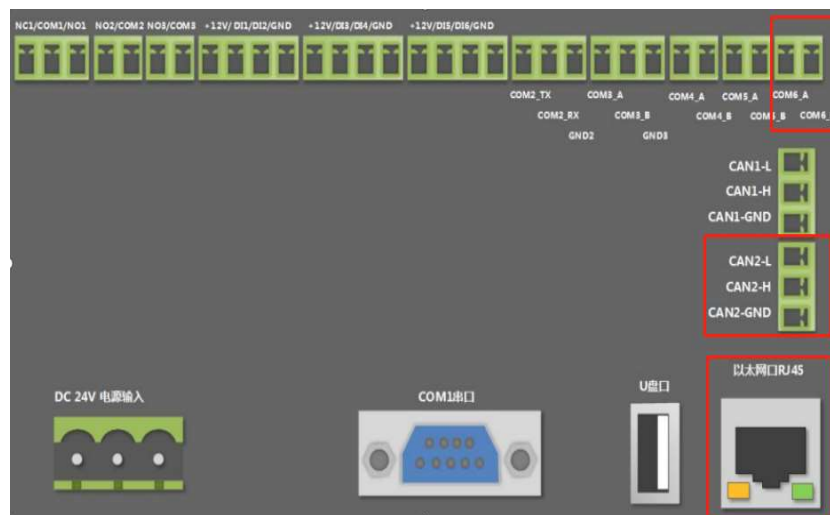 NC1/COM1/NO1 NO2/COM2 NO3/COM3 +12V/ DI1/DI2/GND +12V/DI3/DI4/GND +12V/DI5/DI6/GND
COM2_TX COM3_A COM4_A COM5_A COM6_A
COM2_RX COM3_B COM4_B COM5_B COM6_
GND2 GND3
CAN1-L
CAN1-H
CAN1-GND
CAN2-L
CAN2-H
CAN2-GND
以太网口RJ45
U盘口
DC 24V 电源输入 COM1串口